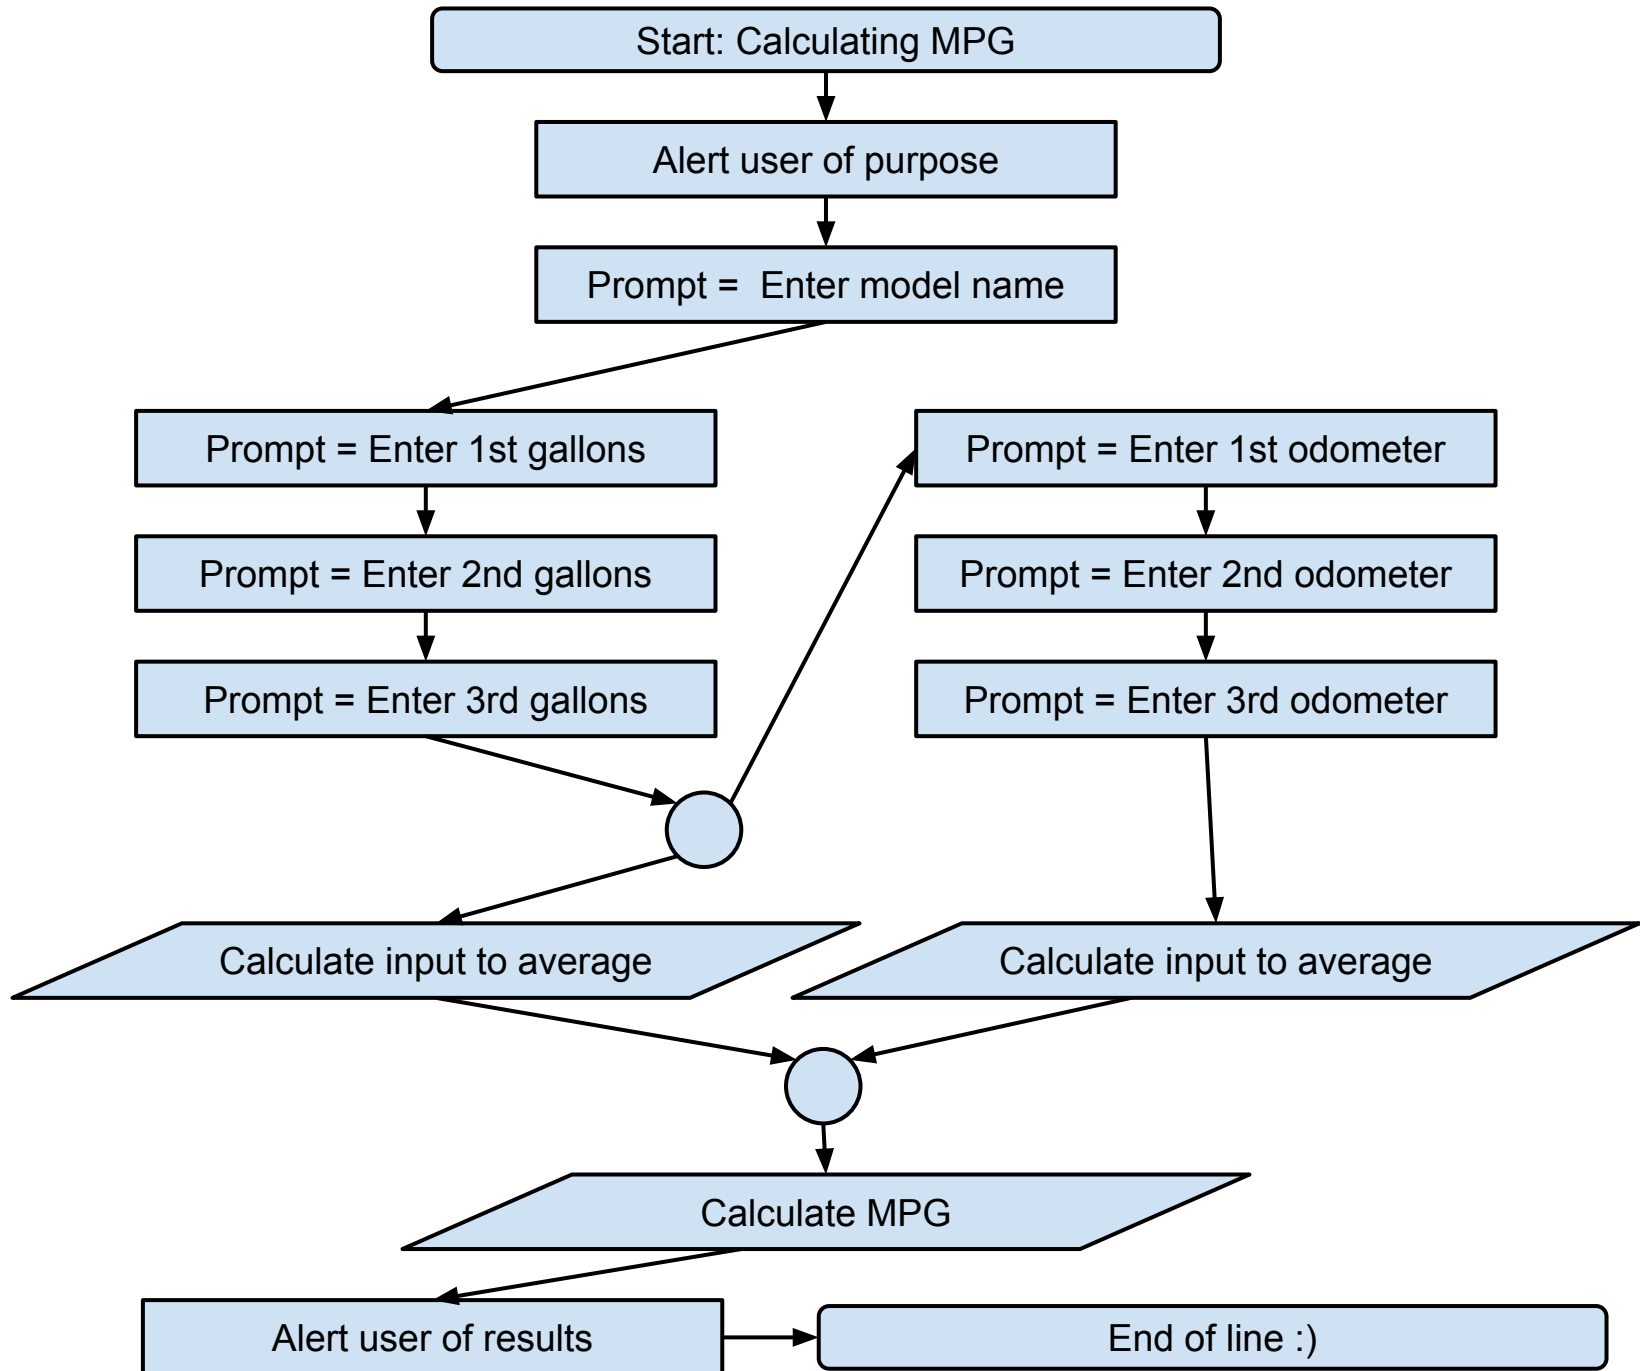 Start: Calculating MPG
Alert user of purpose
Prompt =  Enter model name
Prompt = Enter 1st gallons
Prompt = Enter 2nd gallons
Prompt = Enter 3rd gallons
Prompt = Enter 1st odometer
Prompt = Enter 2nd odometer
Prompt = Enter 3rd odometer
Calculate input to average
Calculate input to average
Calculate MPG
Alert user of results
End of line :)